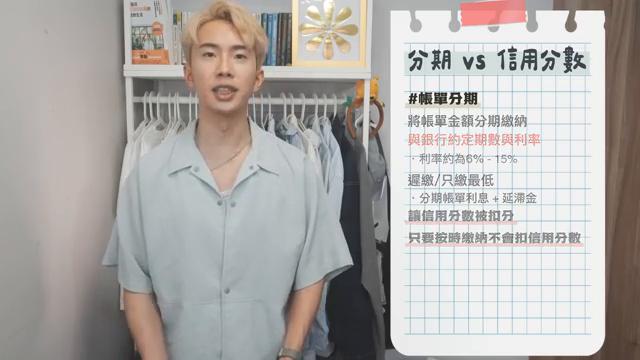 分期 vs 信用分數
#帳單分期
將帳單金額分期繳納
與銀行約定期數與利率
·利率約為6% - 15%
遲繳/只繳最低
·分期帳單利息 + 延滯金
讓信用分數被扣分
只要按時繳納不會扣信用分數